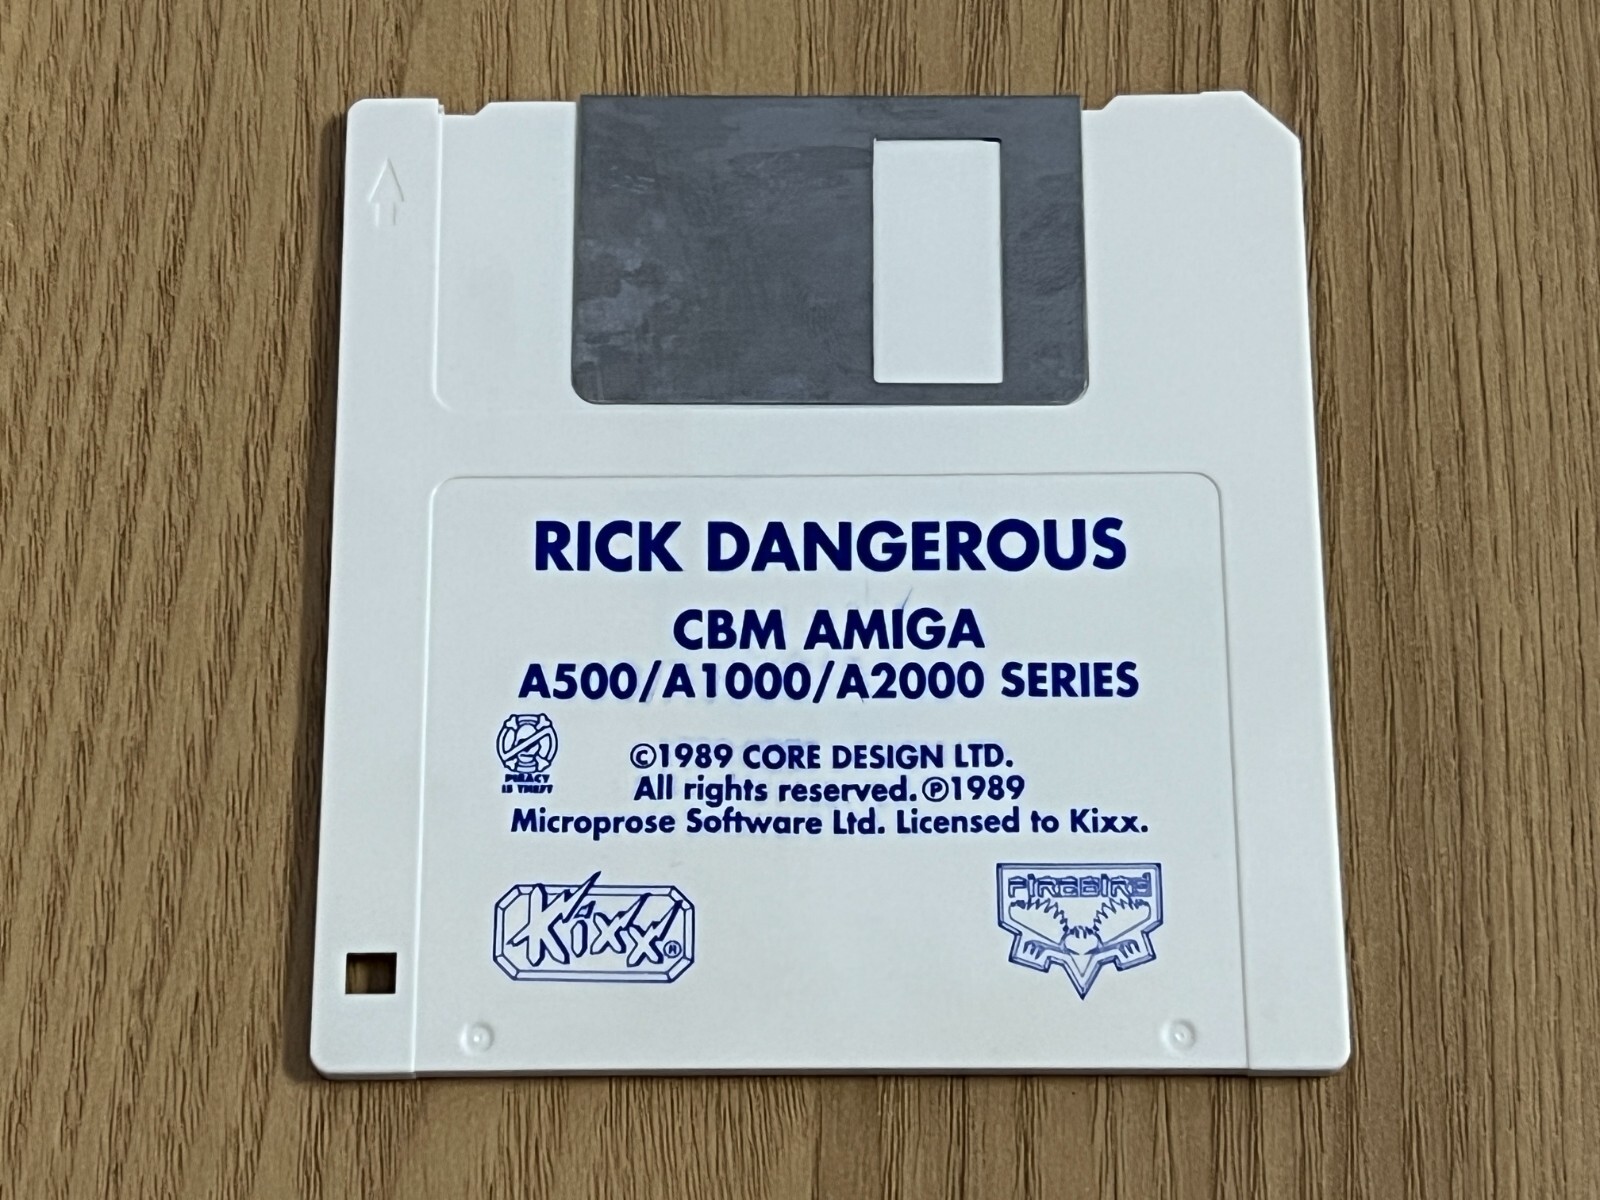 RICK DANGEROUS
CBM AMIGA
A500/A1000/A2000 SERIES
©1989 CORE DESIGN LTD.
All rights reserved.℗1989
Microprose Software Ltd. Licensed to Kixx.
PIRACY
IS THEFT
Kixx®
FIREBIRD